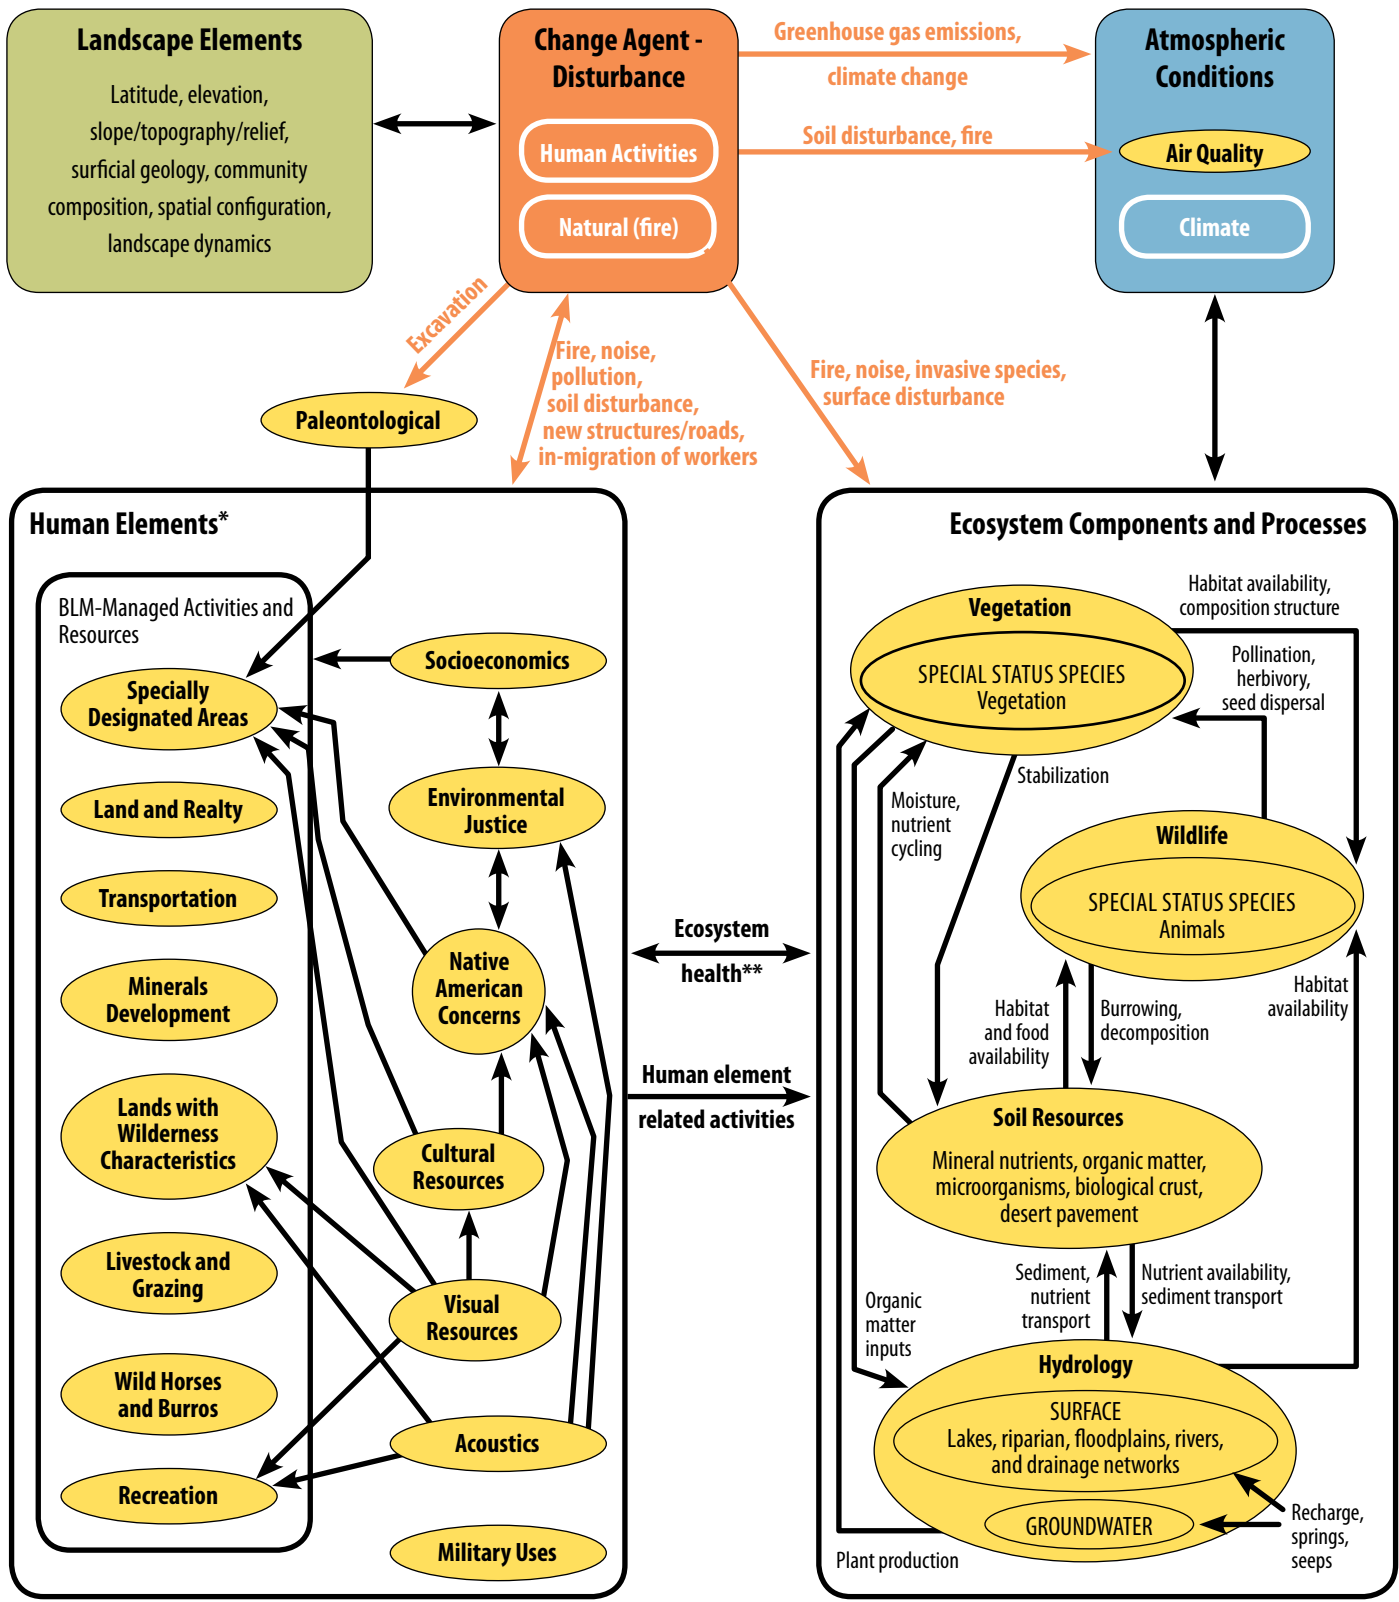 Landscape Elements
Latitude, elevation,
slope/topography/relief,
surficial geology, community
composition, spatial configuration,
landscape dynamics
Change Agent -
Disturbance
Human Activities
Natural (fire)
Greenhouse gas emissions,
climate change
Soil disturbance, fire
Atmospheric
Conditions
Air Quality
Climate
Excavation
Fire, noise,
pollution,
soil disturbance,
new structures/roads,
in-migration of workers
Fire, noise, invasive species,
surface disturbance
Paleontological
Human Elements*
BLM-Managed Activities and
Resources
Specially
Designated Areas
Land and Realty
Transportation
Minerals
Development
Lands with
Wilderness
Characteristics
Livestock and
Grazing
Wild Horses
and Burros
Recreation
Socioeconomics
Environmental
Justice
Native
American
Concerns
Cultural
Resources
Visual
Resources
Acoustics
Military Uses
Ecosystem
health**
Human element
related activities
Ecosystem Components and Processes
Vegetation
SPECIAL STATUS SPECIES
Vegetation
Habitat availability,
composition structure
Pollination,
herbivory,
seed dispersal
Stabilization
Moisture,
nutrient
cycling
Wildlife
SPECIAL STATUS SPECIES
Animals
Habitat
and food
availability
Burrowing,
decomposition
Habitat
availability
Soil Resources
Mineral nutrients, organic matter,
microorganisms, biological crust,
desert pavement
Sediment,
nutrient
transport
Nutrient availability,
sediment transport
Organic
matter
inputs
Hydrology
SURFACE
Lakes, riparian, floodplains, rivers,
and drainage networks
GROUNDWATER
Recharge,
springs,
seeps
Plant production